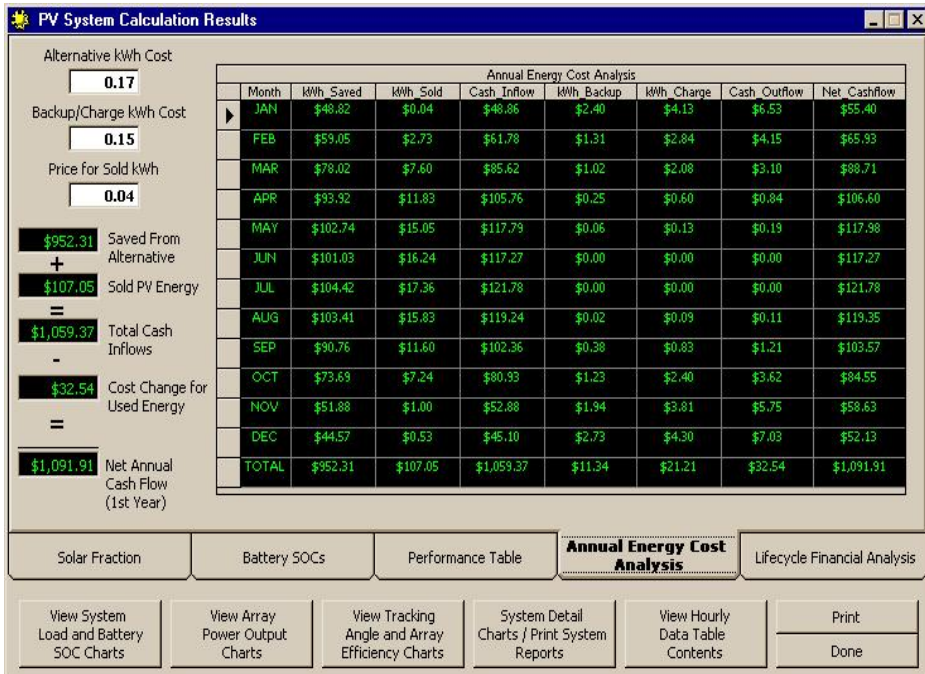 PV System Calculation Results
Alternative kWh Cost
0.17
Backup/Charge kWh Cost
0.15
Price for Sold kWh
0.04
$952.31 Saved From
+ Alternative
$107.05 Sold PV Energy
=
$1,059.37 Total Cash
- Inflows
$32.54 Cost Change for
= Used Energy
$1,091.91 Net Annual
Cash Flow
(1st Year)
Annual Energy Cost Analysis
Month kWh_Saved kWh_Sold Cash_Inflow kWh_Backup kWh_Charge Cash_Outflow Net_Cashflow
JAN $48.82 $0.04 $48.86 $2.40 $4.13 $6.53 $55.40
FEB $59.05 $2.73 $61.78 $1.31 $2.84 $4.15 $65.93
MAR $78.02 $7.60 $85.62 $1.02 $2.08 $3.10 $88.71
APR $93.92 $11.83 $105.76 $0.25 $0.60 $0.84 $106.60
MAY $102.74 $15.05 $117.79 $0.06 $0.13 $0.19 $117.98
JUN $101.03 $16.24 $117.27 $0.00 $0.00 $0.00 $117.27
JUL $104.42 $17.36 $121.78 $0.00 $0.00 $0.00 $121.78
AUG $103.41 $15.83 $119.24 $0.02 $0.09 $0.11 $119.35
SEP $90.76 $11.60 $102.36 $0.38 $0.83 $1.21 $103.57
OCT $73.69 $7.24 $80.93 $1.23 $2.40 $3.62 $84.55
NOV $51.88 $1.00 $52.88 $1.94 $3.81 $5.75 $58.63
DEC $44.57 $0.53 $45.10 $2.73 $4.30 $7.03 $52.13
TOTAL $952.31 $107.05 $1,059.37 $11.34 $21.21 $32.54 $1,091.91
Solar Fraction
Battery SOCs
Performance Table
Annual Energy Cost
Analysis
Lifecycle Financial Analysis
View System
Load and Battery
SOC Charts
View Array
Power Output
Charts
View Tracking
Angle and Array
Efficiency Charts
System Detail
Charts / Print System
Reports
View Hourly
Data Table
Contents
Print
Done